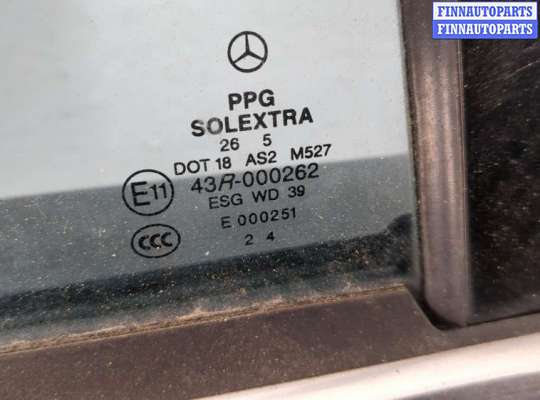 FINNAUTOPARTS
FINNAUTOPARTS
PPG
SOLEXTRA
26 5
DOT 18 AS2 M527
E11 43R-000262
ESG WD 39
CCC E 000251
2 4